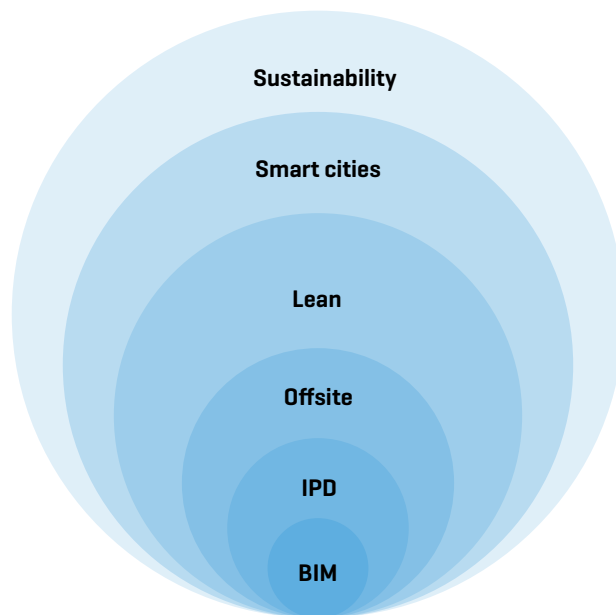 Sustainability
Smart cities
Lean
Offsite
IPD
BIM